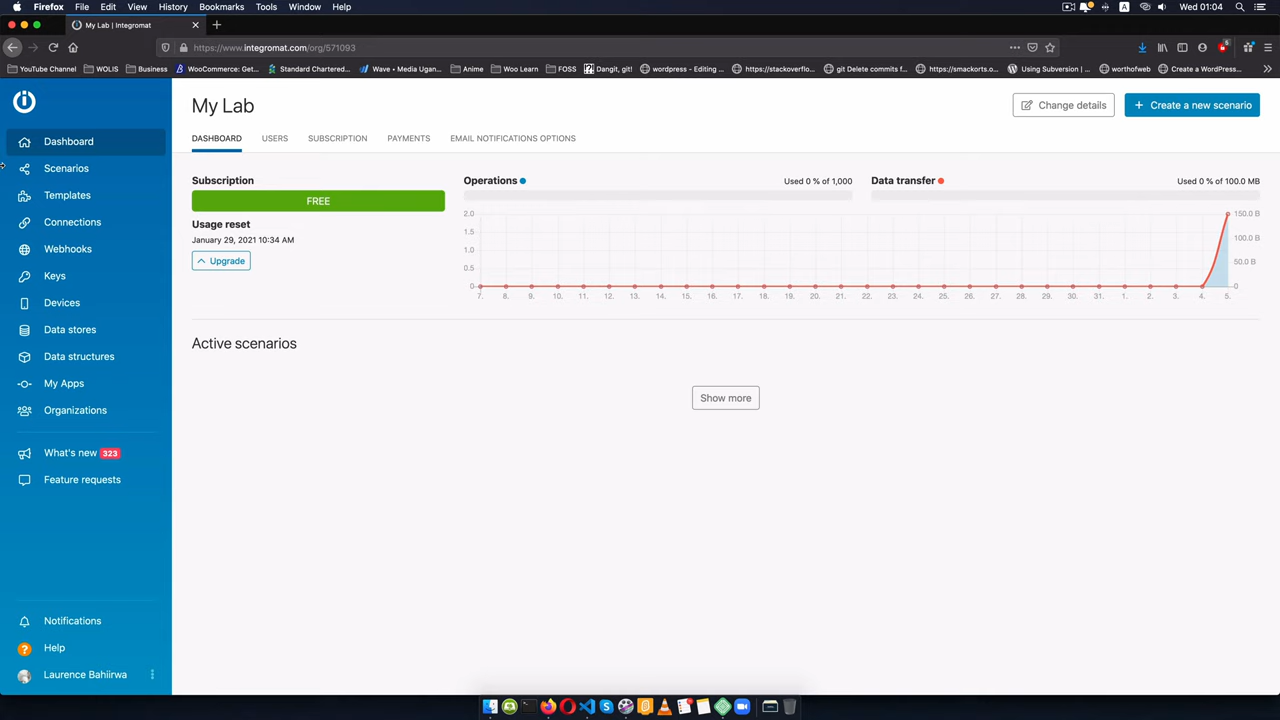 Firefox File Edit View History Bookmarks Tools Window Help
A Wed 01:04
My Lab | Integromat
https://www.integromat.com/org/571093
5
YouTube Channel WOLIS Business WooCommerce: Get... Standard Chartered... Wave • Media Ugan... Anime Woo Learn FOSS Dangit, git! wordpress - Editing ... https://stackoverflo... git Delete commits f... https://smackorts.o... Using Subversion |... worthofweb Create a WordPress...
My Lab
Change details
+ Create a new scenario
DASHBOARD USERS SUBSCRIPTION PAYMENTS EMAIL NOTIFICATIONS OPTIONS
Dashboard
Scenarios
Templates
Connections
Webhooks
Keys
Devices
Data stores
Data structures
My Apps
Organizations
What's new 323
Feature requests
Notifications
? Help
Laurence Bahiirwa
Subscription
FREE
Usage reset
January 29, 2021 10:34 AM
Upgrade
Operations Used 0 % of 1,000
Data transfer Used 0 % of 100.0 MB
2.0 150.0 B
1.5 100.0 B
1.0
0.5 50.0 B
0 0
7. 8. 9. 10. 11. 12. 13. 14. 15. 16. 17. 18. 19. 20. 21. 22. 23. 24. 25. 26. 27. 28. 29. 30. 31. 1. 2. 3. 4. 5.
Active scenarios
Show more